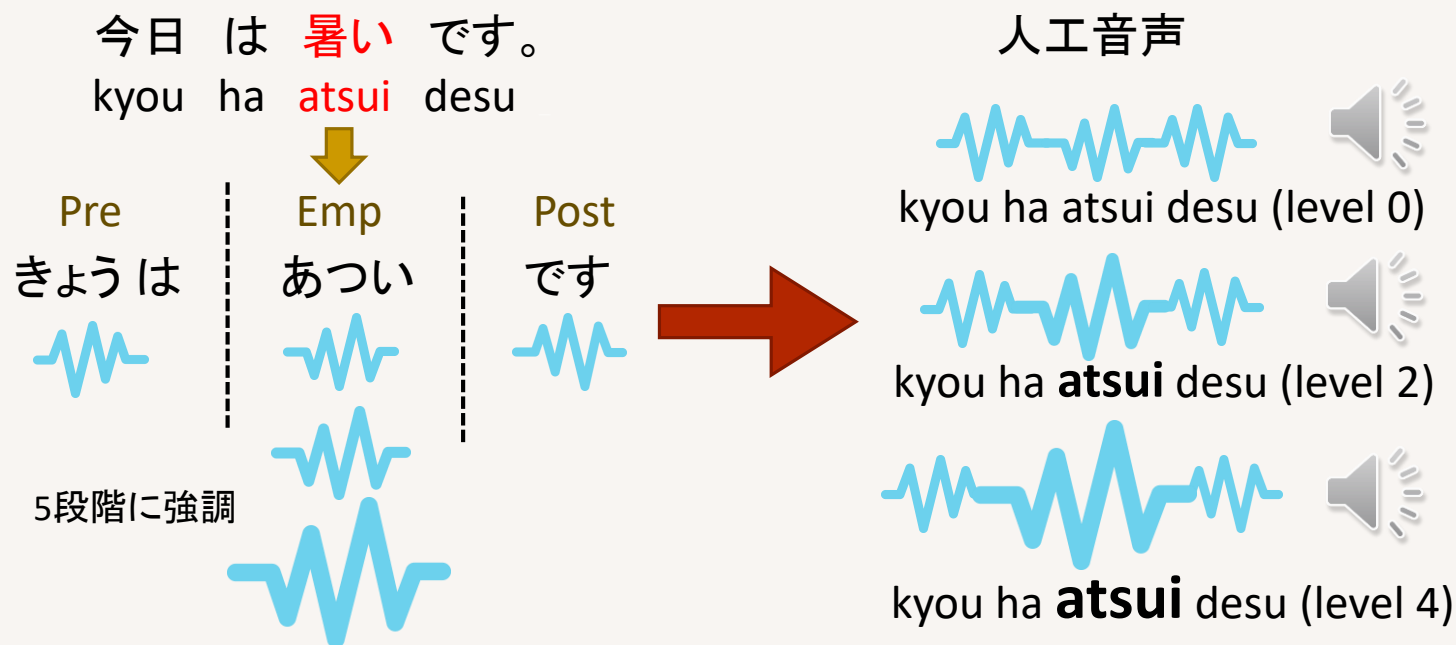 今日 は 暑い です。
kyou ha atsui desu
Pre Emp Post
きょう は あつい です
5段階に強調
人工音声
kyou ha atsui desu (level 0)
kyou ha atsui desu (level 2)
kyou ha atsui desu (level 4)